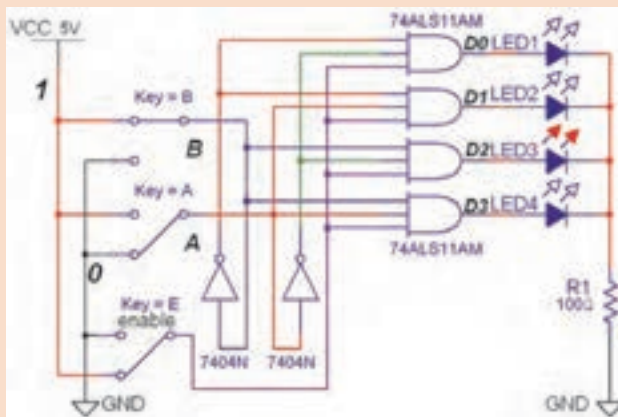 74ALS11AM
VCC 5V
D0 LED1
1
Key = B
D1 LED2
B
D2 LED3
Key = A
D3 LED4
A
74ALS11AM
0
Key = E
enable
R1
100Ω
7404N
7404N
GND
GND